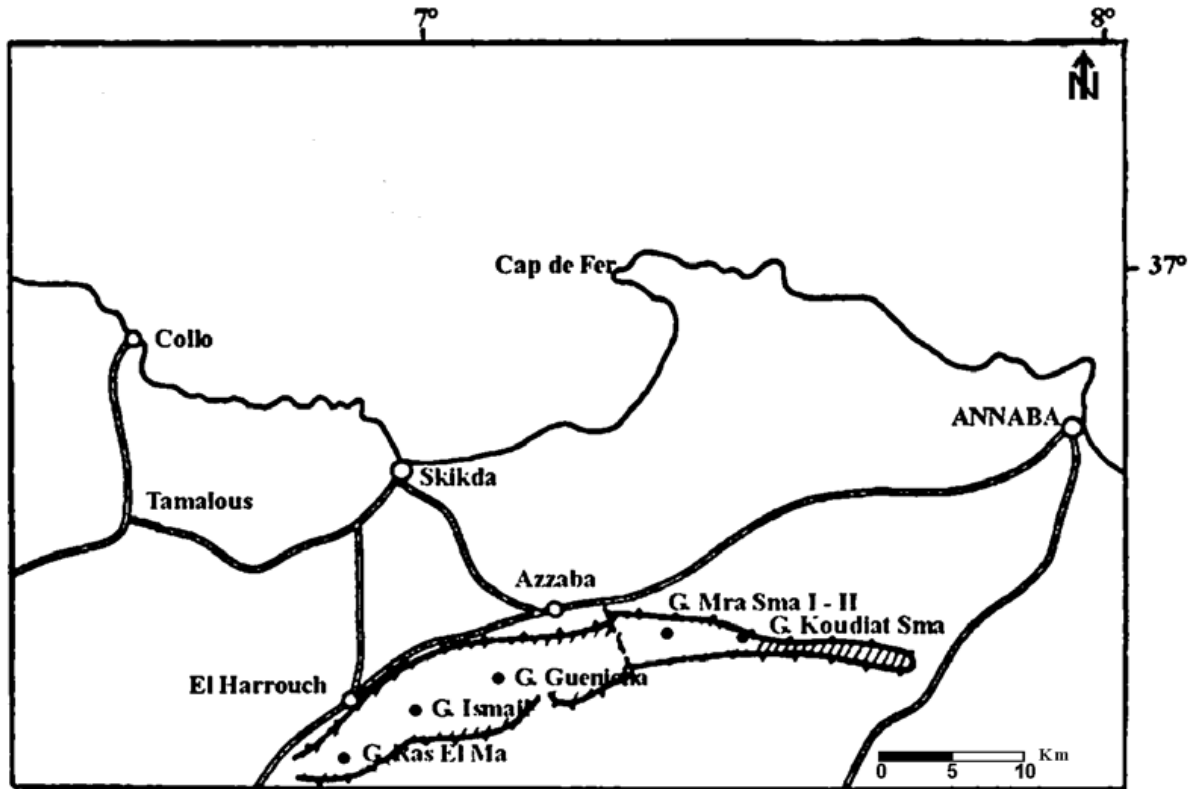 7°
8°
N
Cap de Fer
37°
Collo
ANNABA
Skikda
Tamalous
Azzaba
G. Mra Sma I - II
G. Koudiat Sma
El Harrouch
G. Guenicha
G. Ismail
G. Ras El Ma
Km
0 5 10